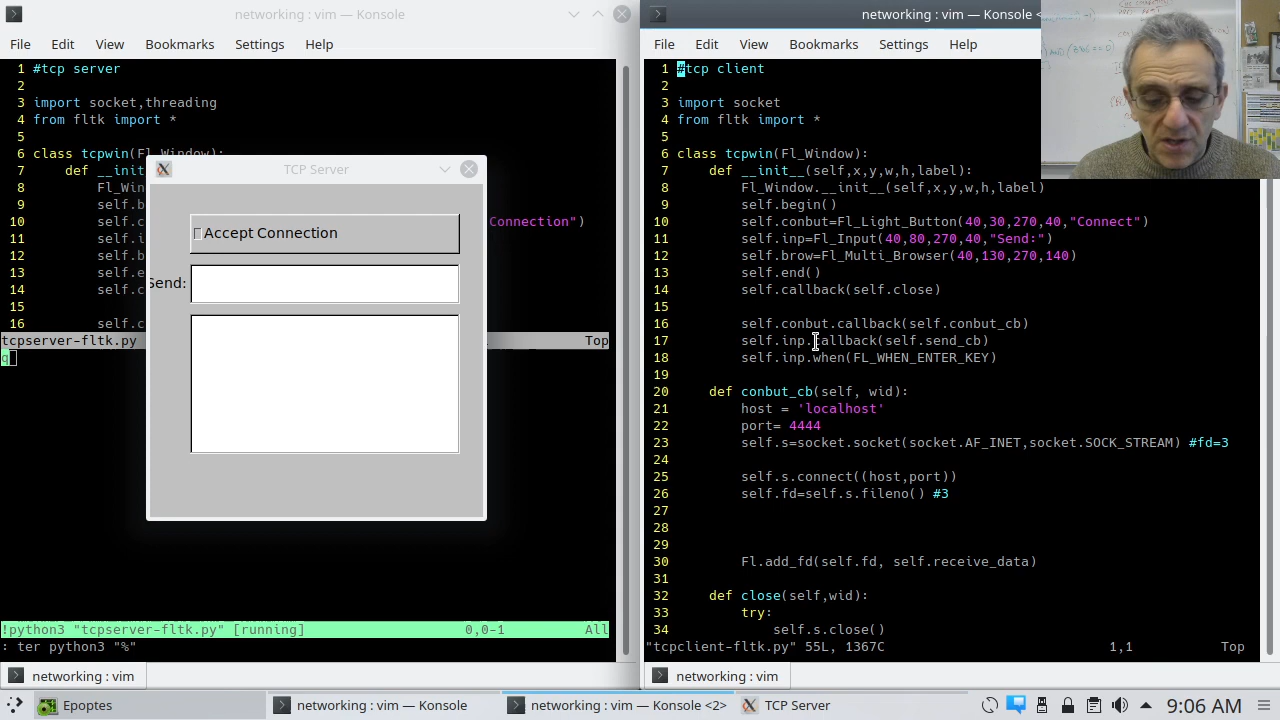 networking : vim — Konsole
File Edit View Bookmarks Settings Help
1 #tcp server
2
3 import socket,threading
4 from fltk import *
5
6 class tcpwin(Fl_Window):
7 def __init
8 Fl_Win
9 self.b
10 self.c Connection")
11 self.i
12 self.b
13 self.e
14 self.c
15
16 self.c
tcpserver-fltk.py Top
q
!python3 "tcpserver-fltk.py" [running] 0,0-1 All
: ter python3 "%"
networking : vim
TCP Server
Accept Connection
Send:
networking : vim — Konsole <
File Edit View Bookmarks Settings Help
1 #tcp client
2
3 import socket
4 from fltk import *
5
6 class tcpwin(Fl_Window):
7 def __init__(self,x,y,w,h,label):
8 Fl_Window.__init__(self,x,y,w,h,label)
9 self.begin()
10 self.conbut=Fl_Light_Button(40,30,270,40,"Connect")
11 self.inp=Fl_Input(40,80,270,40,"Send:")
12 self.brow=Fl_Multi_Browser(40,130,270,140)
13 self.end()
14 self.callback(self.close)
15
16 self.conbut.callback(self.conbut_cb)
17 self.inp.callback(self.send_cb)
18 self.inp.when(FL_WHEN_ENTER_KEY)
19
20 def conbut_cb(self, wid):
21 host = 'localhost'
22 port= 4444
23 self.s=socket.socket(socket.AF_INET,socket.SOCK_STREAM) #fd=3
24
25 self.s.connect((host,port))
26 self.fd=self.s.fileno() #3
27
28
29
30 Fl.add_fd(self.fd, self.receive_data)
31
32 def close(self,wid):
33 try:
34 self.s.close()
"tcpclient-fltk.py" 55L, 1367C 1,1 Top
networking : vim
Epoptes
networking : vim — Konsole
networking : vim — Konsole <2>
TCP Server
9:06 AM